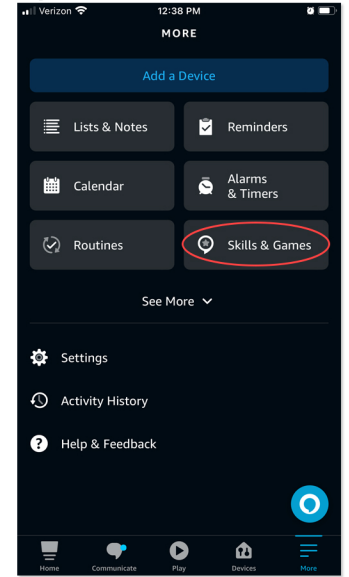 Verizon 12:38 PM
MORE
Add a Device
Lists & Notes
Reminders
Calendar
Alarms
& Timers
Routines
Skills & Games
See More
Settings
Activity History
? Help & Feedback
Home Communicate Play Devices More